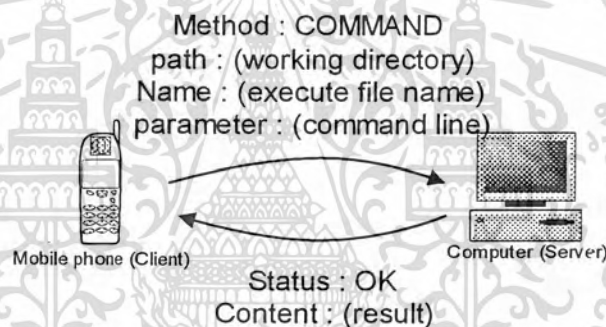 Method : COMMAND
path : (working directory)
Name : (execute file name)
parameter : (command line)
Mobile phone (Client)
Computer (Server)
Status : OK
Content : (result)